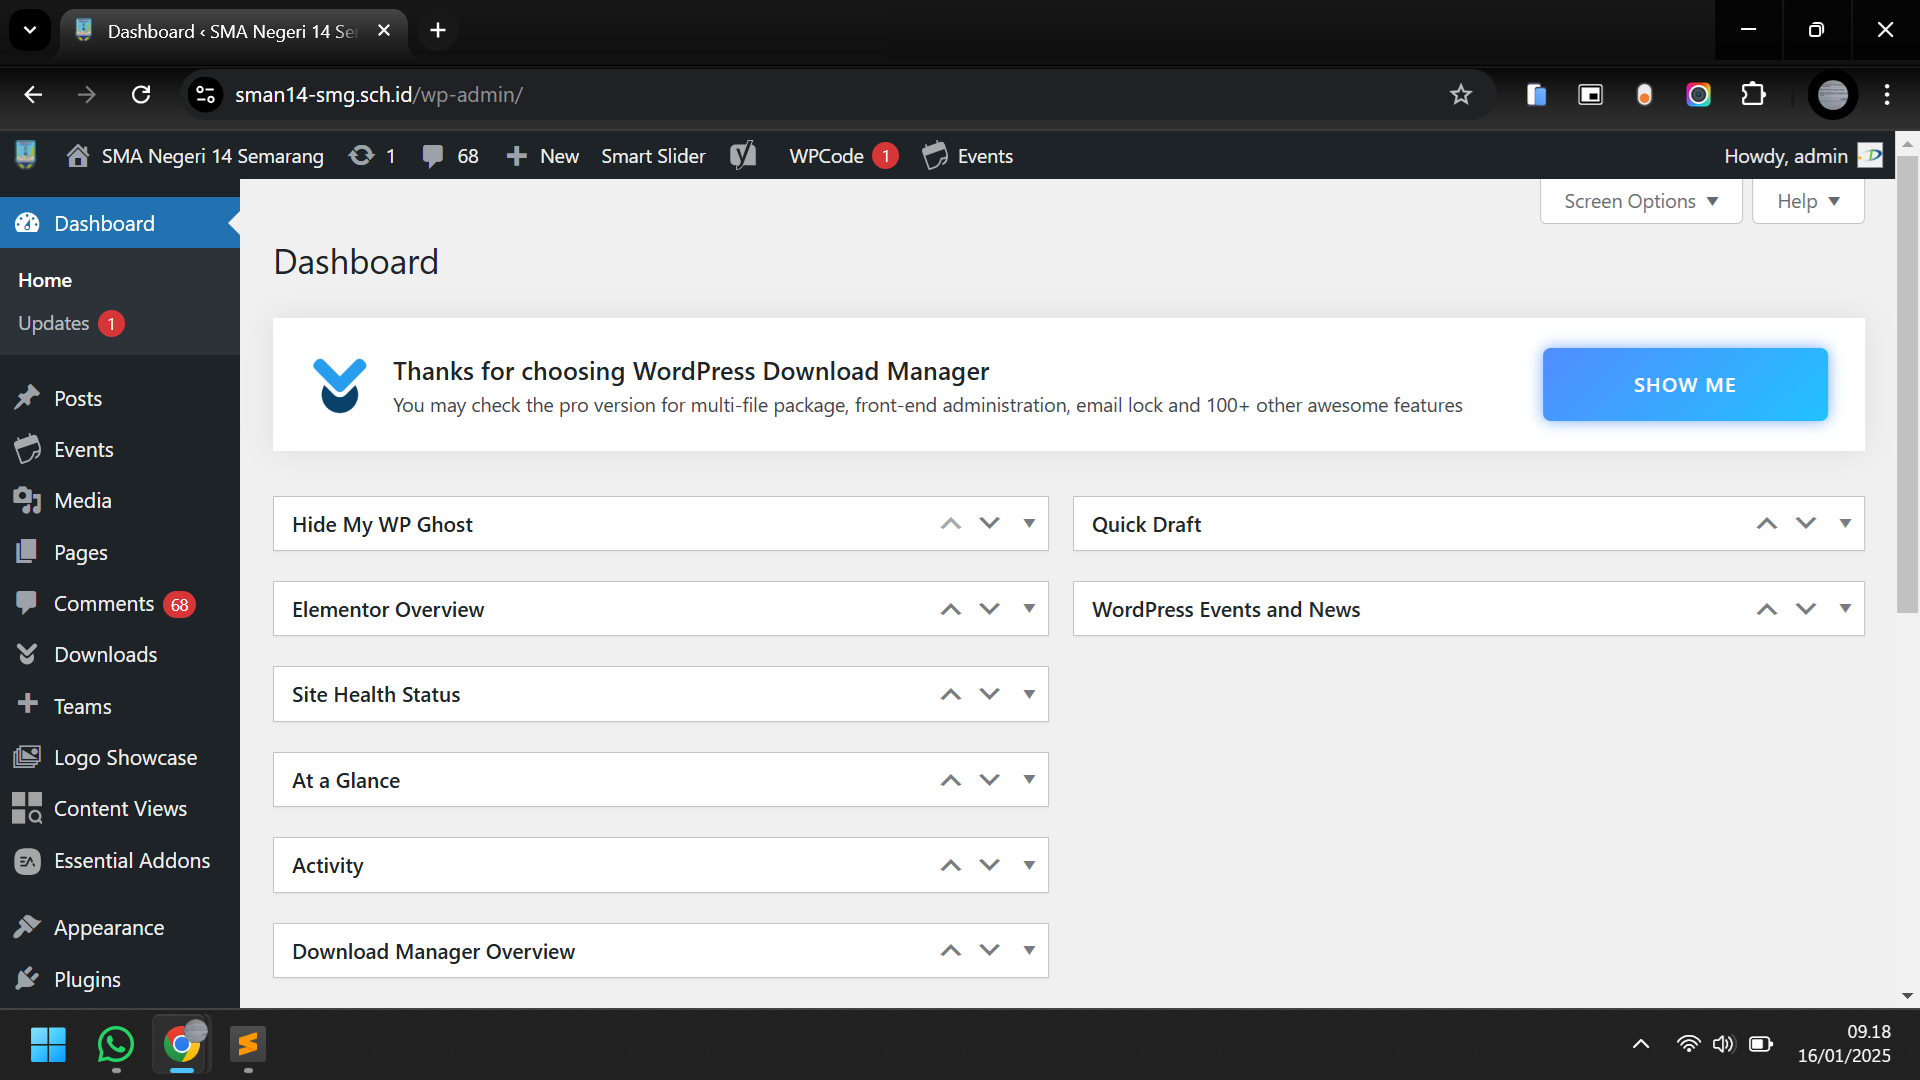 Dashboard ‹ SMA Negeri 14 Se
sman14-smg.sch.id/wp-admin/
SMA Negeri 14 Semarang 1 68 New Smart Slider WPCode 1 Events Howdy, admin
Screen Options Help
Dashboard
Home
Updates 1
Posts
Events
Media
Pages
Comments 68
Downloads
Teams
Logo Showcase
Content Views
Essential Addons
Appearance
Plugins
Dashboard
Thanks for choosing WordPress Download Manager
You may check the pro version for multi-file package, front-end administration, email lock and 100+ other awesome features
SHOW ME
Hide My WP Ghost
Elementor Overview
Site Health Status
At a Glance
Activity
Download Manager Overview
Quick Draft
WordPress Events and News
09.18
16/01/2025